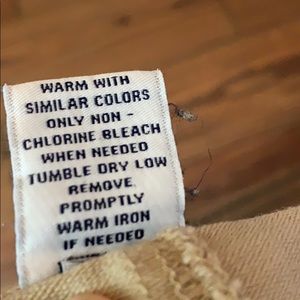 WARM WITH
SIMILAR COLORS
ONLY NON -
CHLORINE BLEACH
WHEN NEEDED
TUMBLE DRY LOW
REMOVE
PROMPTLY
WARM IRON
IF NEEDED